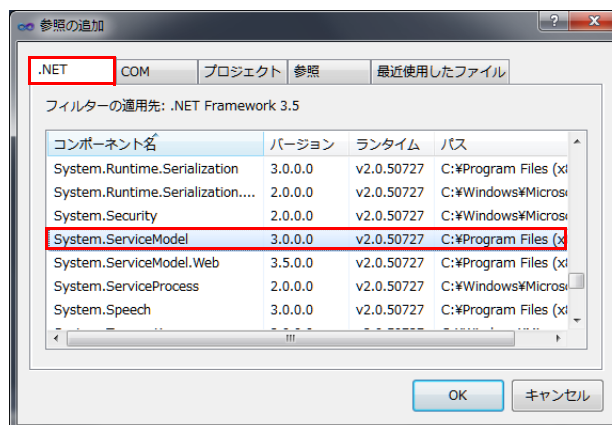 参照の追加
.NET COM プロジェクト 参照 最近使用したファイル
フィルターの適用先: .NET Framework 3.5
コンポーネント名 バージョン ランタイム パス
System.Runtime.Serialization 3.0.0.0 v2.0.50727 C:¥Program Files (x
System.Runtime.Serialization.... 2.0.0.0 v2.0.50727 C:¥Windows¥Micros
System.Security 2.0.0.0 v2.0.50727 C:¥Windows¥Micros
System.ServiceModel 3.0.0.0 v2.0.50727 C:¥Program Files (x
System.ServiceModel.Web 3.5.0.0 v2.0.50727 C:¥Program Files (x
System.ServiceProcess 2.0.0.0 v2.0.50727 C:¥Windows¥Micros
System.Speech 3.0.0.0 v2.0.50727 C:¥Program Files (x
OK キャンセル